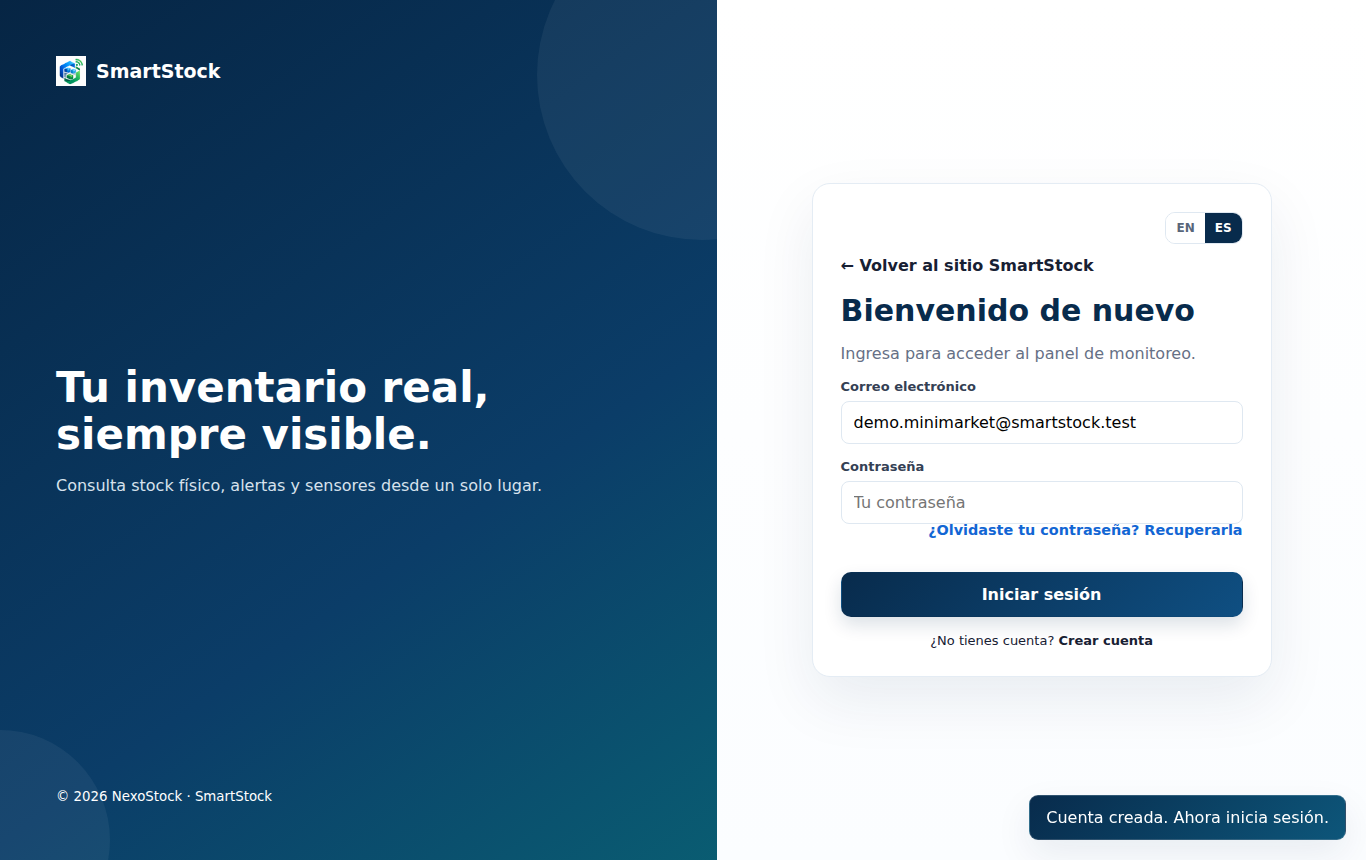 SmartStock
Tu inventario real,
siempre visible.
Consulta stock físico, alertas y sensores desde un solo lugar.
© 2026 NexoStock · SmartStock
EN ES
← Volver al sitio SmartStock
Bienvenido de nuevo
Ingresa para acceder al panel de monitoreo.
Correo electrónico
demo.minimarket@smartstock.test
Contraseña
Tu contraseña
¿Olvidaste tu contraseña? Recuperarla
Iniciar sesión
¿No tienes cuenta? Crear cuenta
Cuenta creada. Ahora inicia sesión.